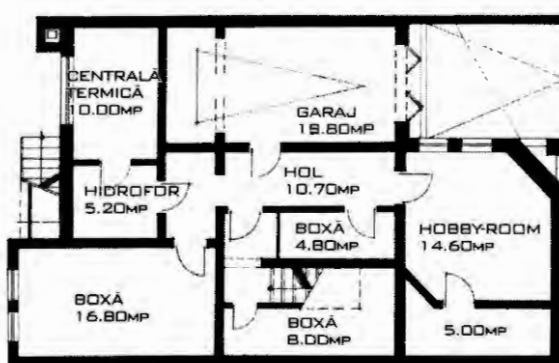 CENTRALĂ
TERMICĂ
10.00MP
GARAJ
19.80MP
HOL
10.70MP
HIDROFOR
5.20MP
BOXĂ
4.80MP
HOBBY-ROOM
14.60MP
BOXĂ
16.80MP
BOXĂ
8.00MP
5.00MP